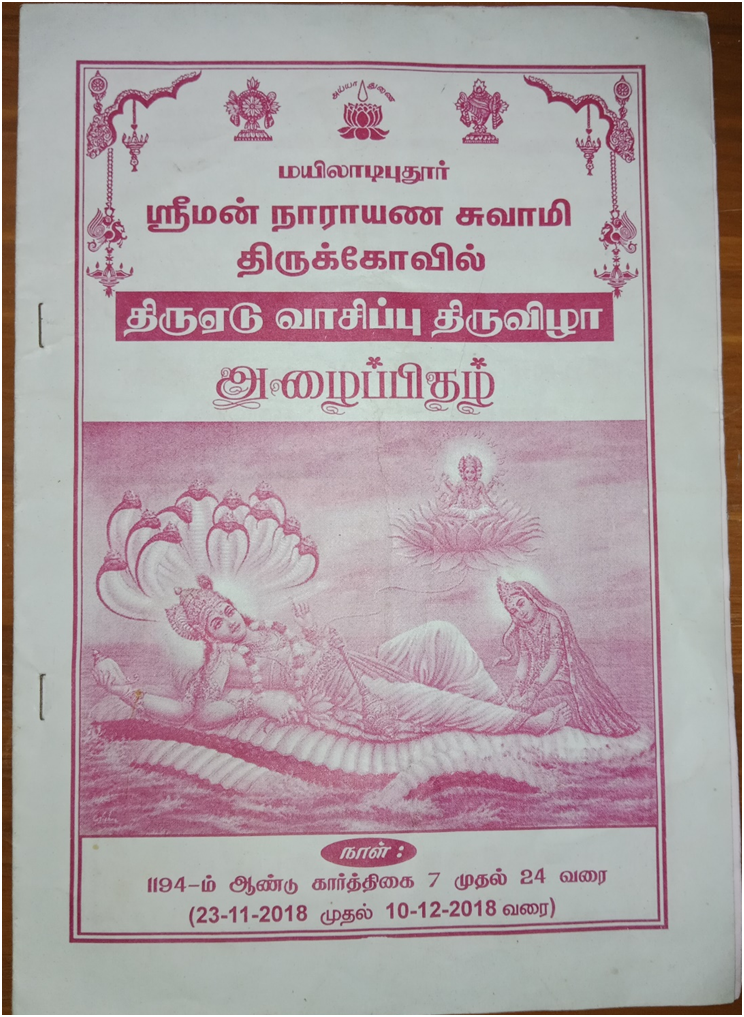 அய்யா துணை
மயிலாடிபுதூர்
ஸ்ரீமன் நாராயண சுவாமி
திருக்கோவில்
திருஏடு வாசிப்பு திருவிழா
அழைப்பிதழ்
நாள் :
1194-ம் ஆண்டு கார்த்திகை 7 முதல் 24 வரை
(23-11-2018 முதல் 10-12-2018 வரை)